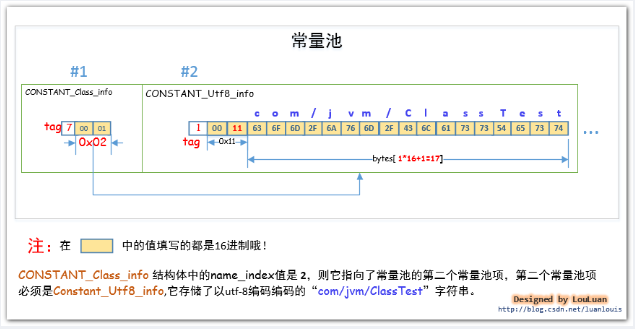 常量池
#1 #2
CONSTANT_Class_info CONSTANT_Utf8_info
c o m / j v m / C l a s s T e s t
tag 7 00 01 1 00 11 63 6F 6D 2F 6A 76 6D 2F 43 6C 61 73 73 54 65 73 74 ...
0x02 tag 0x11
bytes[ 1*16+1=17]
注: 在 中的值填写的都是16进制哦!
CONSTANT_Class_info 结构体中的name_index值是 2，则它指向了常量池的第二个常量池项，第二个常量池项
必须是Constant_Utf8_info,它存储了以utf-8编码编码的“com/jvm/ClassTest”字符串。
Designed by LouLuan
http://blog.csdn.net/luanlouis